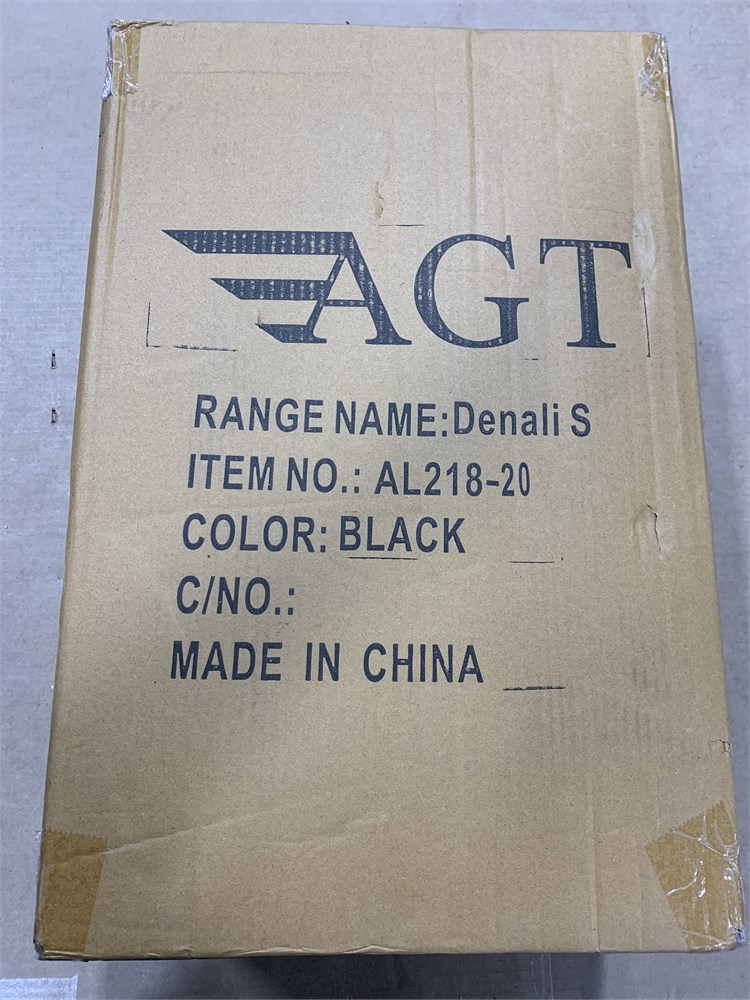 AGT
RANGE NAME:Denali S
ITEM NO.: AL218-20
COLOR: BLACK
C/NO.:
MADE IN CHINA